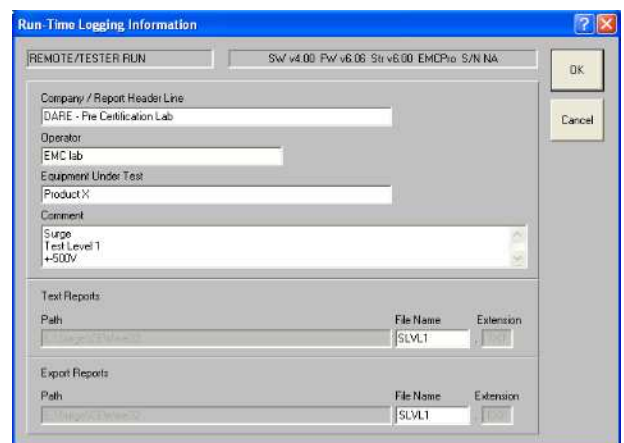 Run-Time Logging Information
REMOTE/TESTER RUN
SW v4.00 FW v6.06 Str v6.00 EMCPro S/N NA
OK
Company / Report Header Line
DARE - Pre Certification Lab
Cancel
Operator
EMC lab
Equipment Under Test
Product X
Comment
Surge
Test Level 1
+-500V
Text Reports
Path File Name Extension
SLVL1 .
Export Reports
Path File Name Extension
SLVL1 .